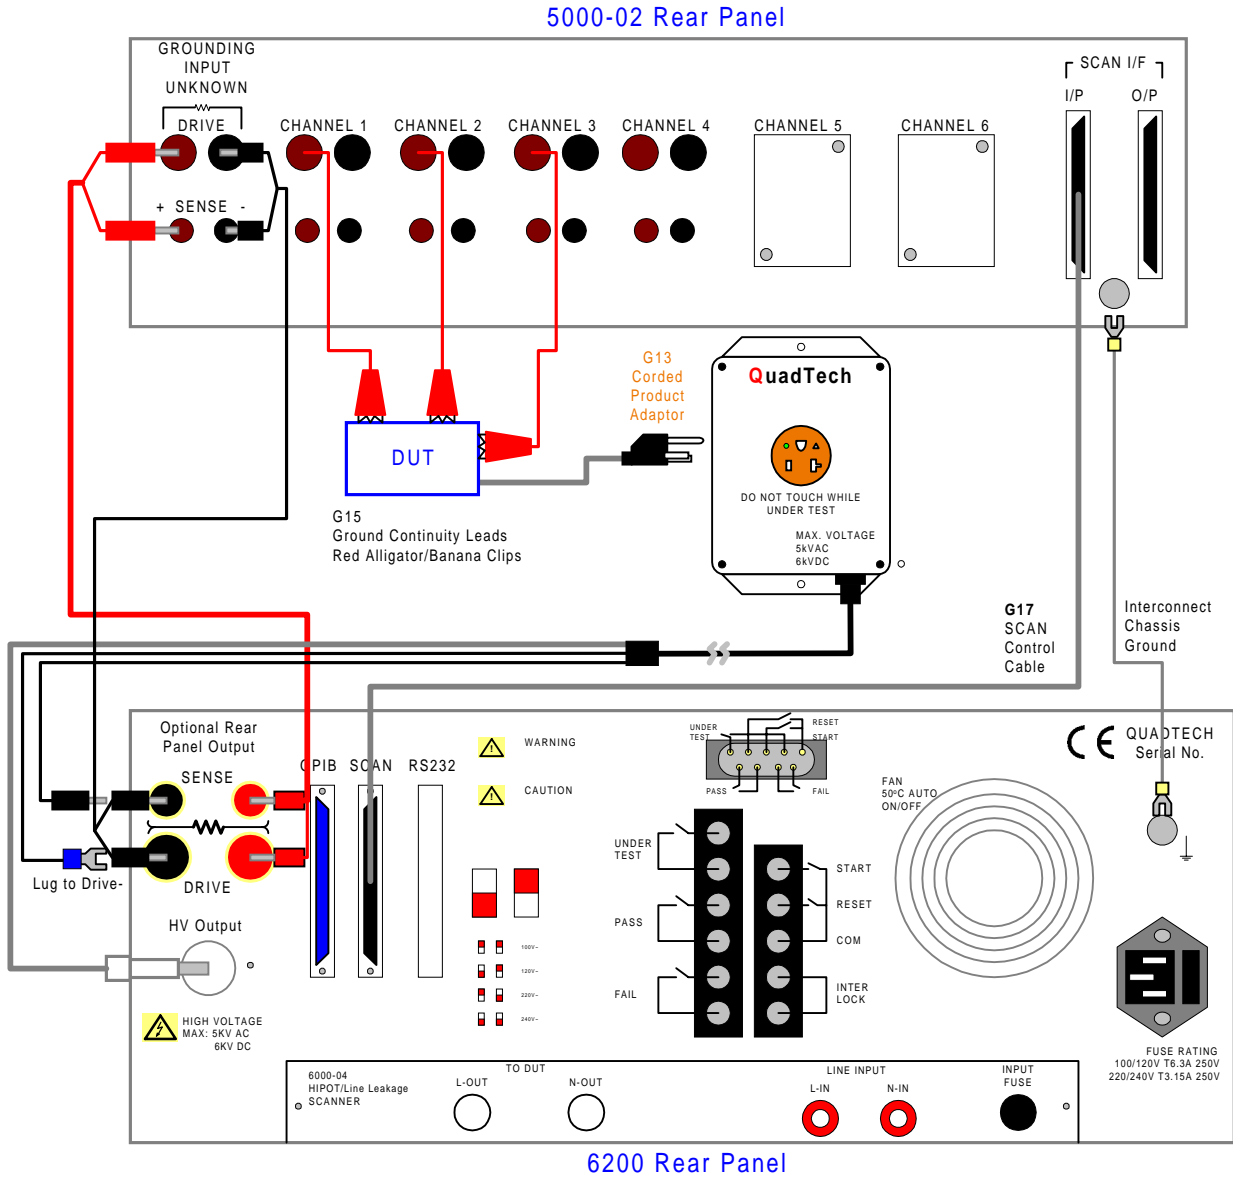 5000-02 Rear Panel
GROUNDING
INPUT
UNKNOWN
DRIVE
+ SENSE -
CHANNEL 1
CHANNEL 2
CHANNEL 3
CHANNEL 4
CHANNEL 5
CHANNEL 6
SCAN I/F
I/P
O/P
G13
Corded
Product
Adaptor
QuadTech
DO NOT TOUCH WHILE
UNDER TEST
MAX. VOLTAGE
5kVAC
6kVDC
DUT
G15
Ground Continuity Leads
Red Alligator/Banana Clips
G17
SCAN
Control
Cable
Interconnect
Chassis
Ground
Optional Rear
Panel Output
SENSE
DRIVE
Lug to Drive-
HV Output
HIGH VOLTAGE
MAX: 5KV AC
6KV DC
GPIB
SCAN
RS232
! WARNING
! CAUTION
100V~
120V~
220V~
240V~
UNDER
TEST
RESET
START
PASS
FAIL
UNDER
TEST
PASS
FAIL
START
RESET
COM
INTER
LOCK
FAN
50°C AUTO
ON/OFF
CE
QUADTECH
Serial No.
FUSE RATING
100/120V T6.3A 250V
220/240V T3.15A 250V
6000-04
HIPOT/Line Leakage
SCANNER
TO DUT
L-OUT
N-OUT
LINE INPUT
L-IN
N-IN
INPUT
FUSE
6200 Rear Panel